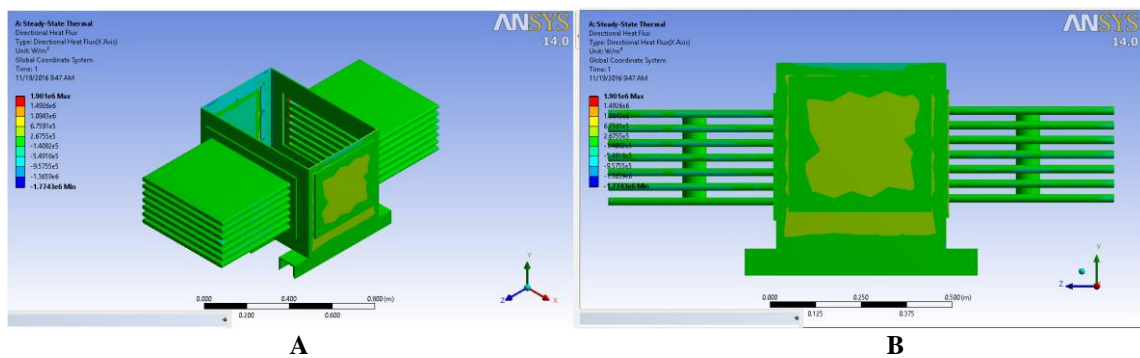 A: Steady-State Thermal
Directional Heat Flux
Type: Directional Heat Flux(X Axis)
Unit: W/m²
Global Coordinate System
Time: 1
11/19/2016 9:47 AM
1.901e6 Max
1.4926e6
1.0843e6
6.7591e5
2.6755e5
-1.4082e5
-5.4918e5
-9.5755e5
-1.3659e6
-1.7743e6 Min
ANSYS
14.0
Y
Z
X
0.000
0.400
0.800 (m)
0.200
0.600
A
A: Steady-State Thermal
Directional Heat Flux
Type: Directional Heat Flux(X Axis)
Unit: W/m²
Global Coordinate System
Time: 1
11/19/2016 9:47 AM
1.901e6 Max
1.4926e6
1.0843e6
6.7591e5
2.6755e5
-1.4082e5
-5.4918e5
-9.5755e5
-1.3659e6
-1.7743e6 Min
ANSYS
14.0
Y
Z
0.000
0.250
0.500 (m)
0.125
0.375
B